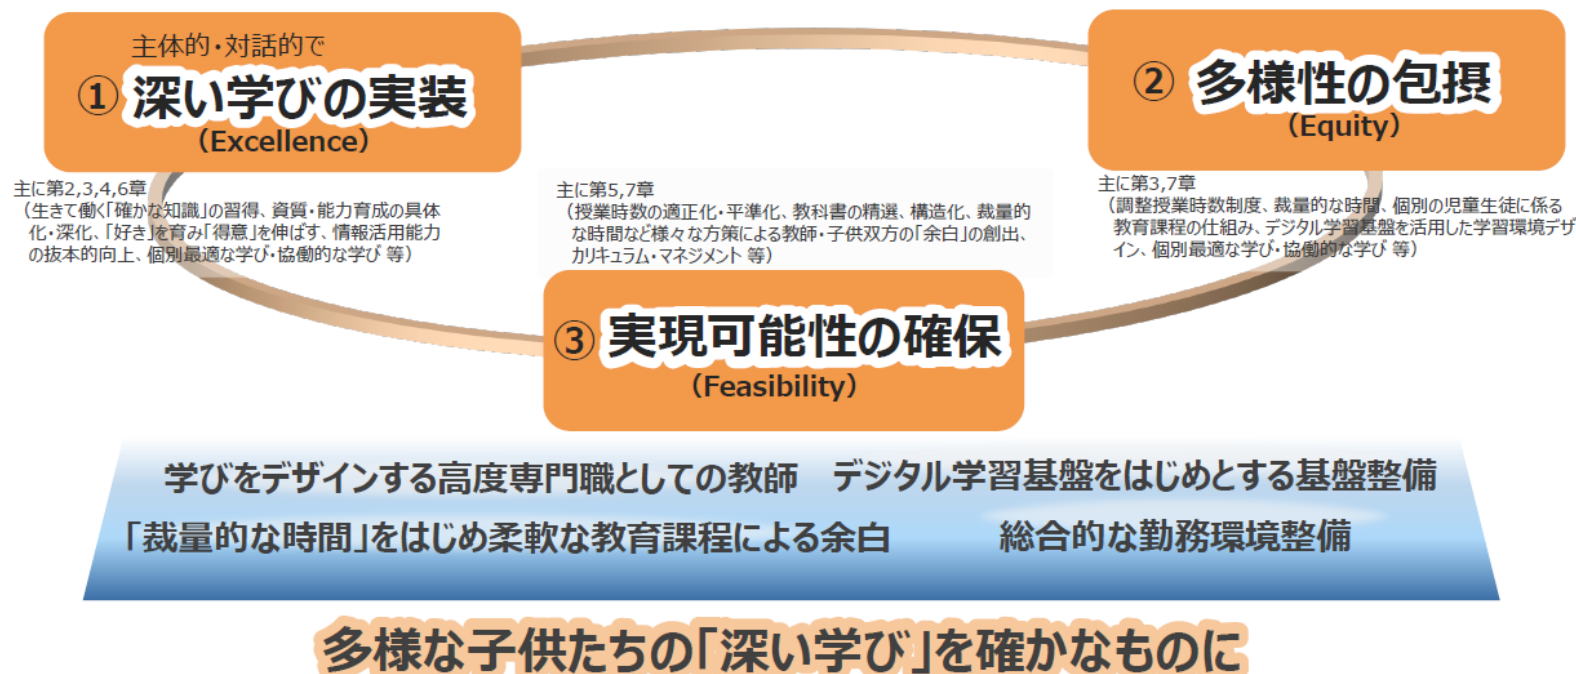 主体的・対話的で
① 深い学びの実装
（Excellence）
② 多様性の包摂
（Equity）
主に第2,3,4,6章
（生きて働く「確かな知識」の習得、資質・能力育成の具体
化・深化、「好き」を育み「得意」を伸ばす、情報活用能力
の抜本的向上、個別最適な学び・協働的な学び 等）
主に第5,7章
（授業時数の適正化・平準化、教科書の精選、構造化、裁量的
な時間など様々な方策による教師・子供双方の「余白」の創出、
カリキュラム・マネジメント 等）
主に第3,7章
（調整授業時数制度、裁量的な時間、個別の児童生徒に係る
教育課程の仕組み、デジタル学習基盤を活用した学習環境デザ
イン、個別最適な学び・協働的な学び 等）
③ 実現可能性の確保
（Feasibility）
学びをデザインする高度専門職としての教師　デジタル学習基盤をはじめとする基盤整備
「裁量的な時間」をはじめ柔軟な教育課程による余白　総合的な勤務環境整備
多様な子供たちの「深い学び」を確かなものに